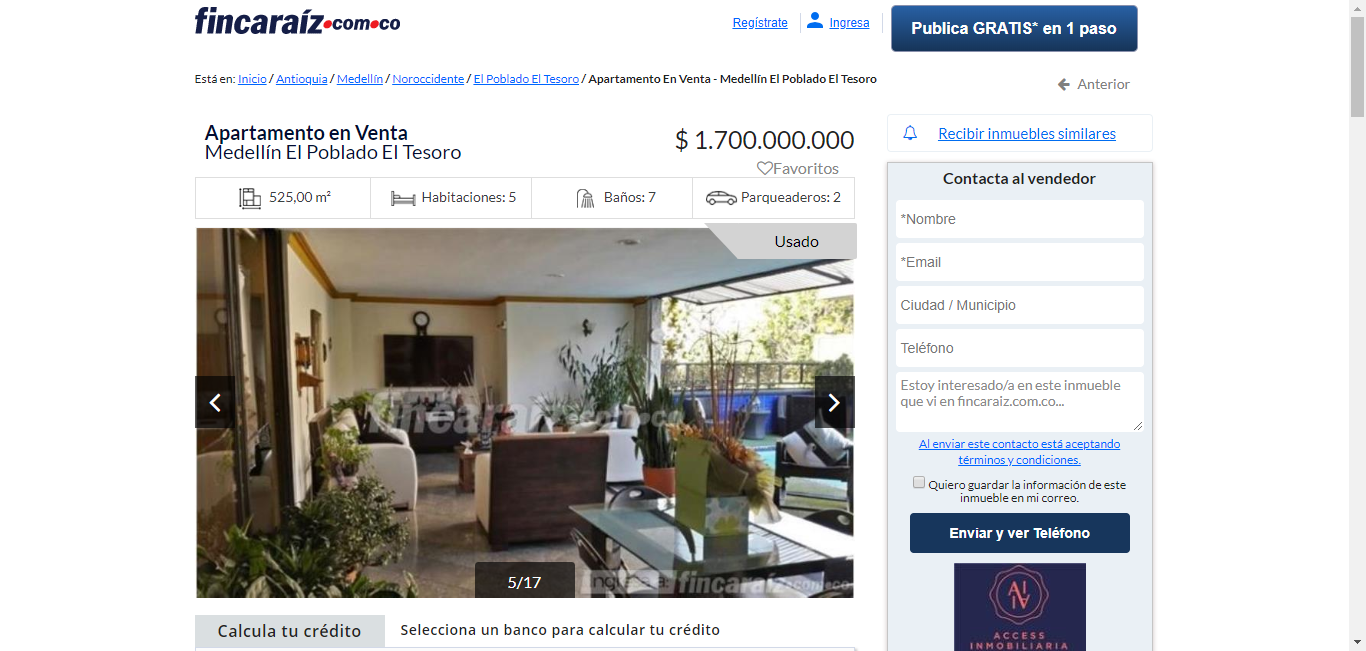 fincaraíz.com.co
Regístrate
Ingresa
Publica GRATIS* en 1 paso
Está en: Inicio / Antioquia / Medellín / Noroccidente / El Poblado El Tesoro / Apartamento En Venta - Medellín El Poblado El Tesoro
Anterior
Apartamento en Venta
Medellín El Poblado El Tesoro
$ 1.700.000.000
Favoritos
525,00 m²
Habitaciones: 5
Baños: 7
Parqueaderos: 2
Usado
fincaraíz.com.co
5/17
Ingresa a: fincaraíz.com.co
Calcula tu crédito
Selecciona un banco para calcular tu crédito
Recibir inmuebles similares
Contacta al vendedor
*Nombre
*Email
Ciudad / Municipio
Teléfono
Estoy interesado/a en este inmueble
que vi en fincaraiz.com.co...
Al enviar este contacto está aceptando
términos y condiciones.
Quiero guardar la información de este
inmueble en mi correo.
Enviar y ver Teléfono
ACCESS
INMOBILIARIA